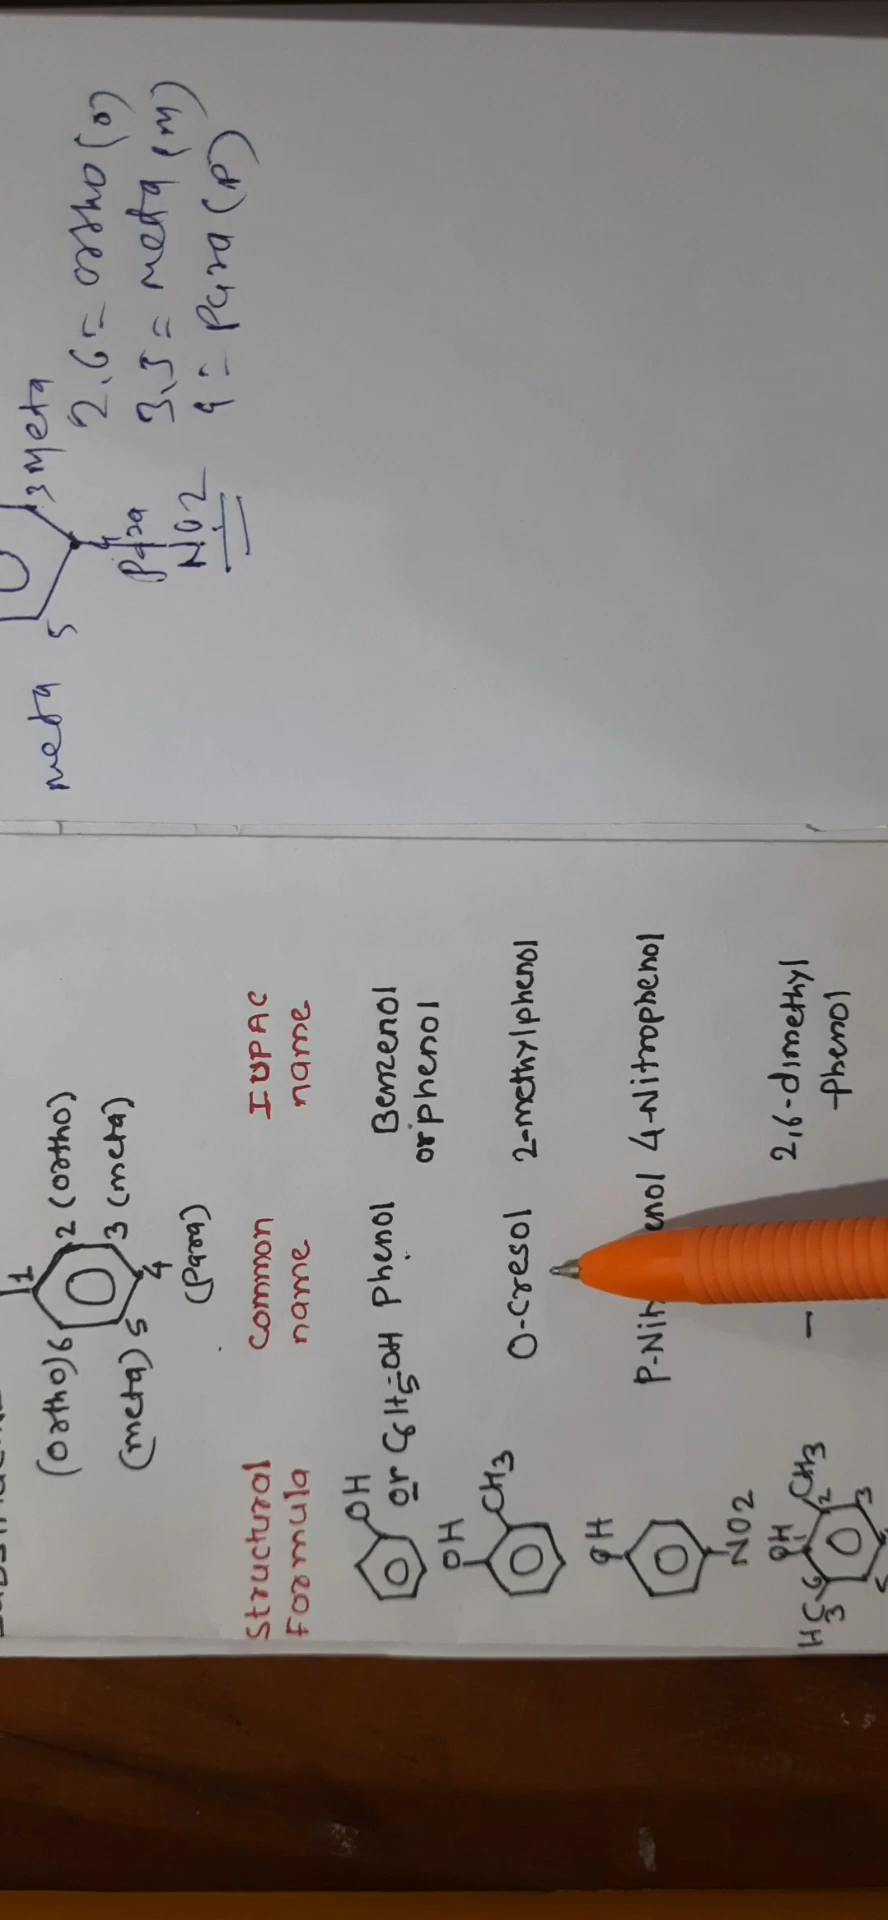 1
(ortho) 6
2 (ortho)
(meta) 5
3 (meta)
4
(Para)
Structural
Formula
Common
name
IUPAC
name
OH
or C6H5-OH
Phenol
Benzenol
or phenol
OH
CH3
O-Cresol
2-methylphenol
OH
NO2
P-Nit
enol
4-Nitrophenol
OH
1
H3C
6
2
CH3
3
—
2,6-dimethyl
-Phenol
meta
5
3 Meta
4
Para
NO2
2,6 = ortho (o)
3,5 = meta (m)
4 = Para (P)